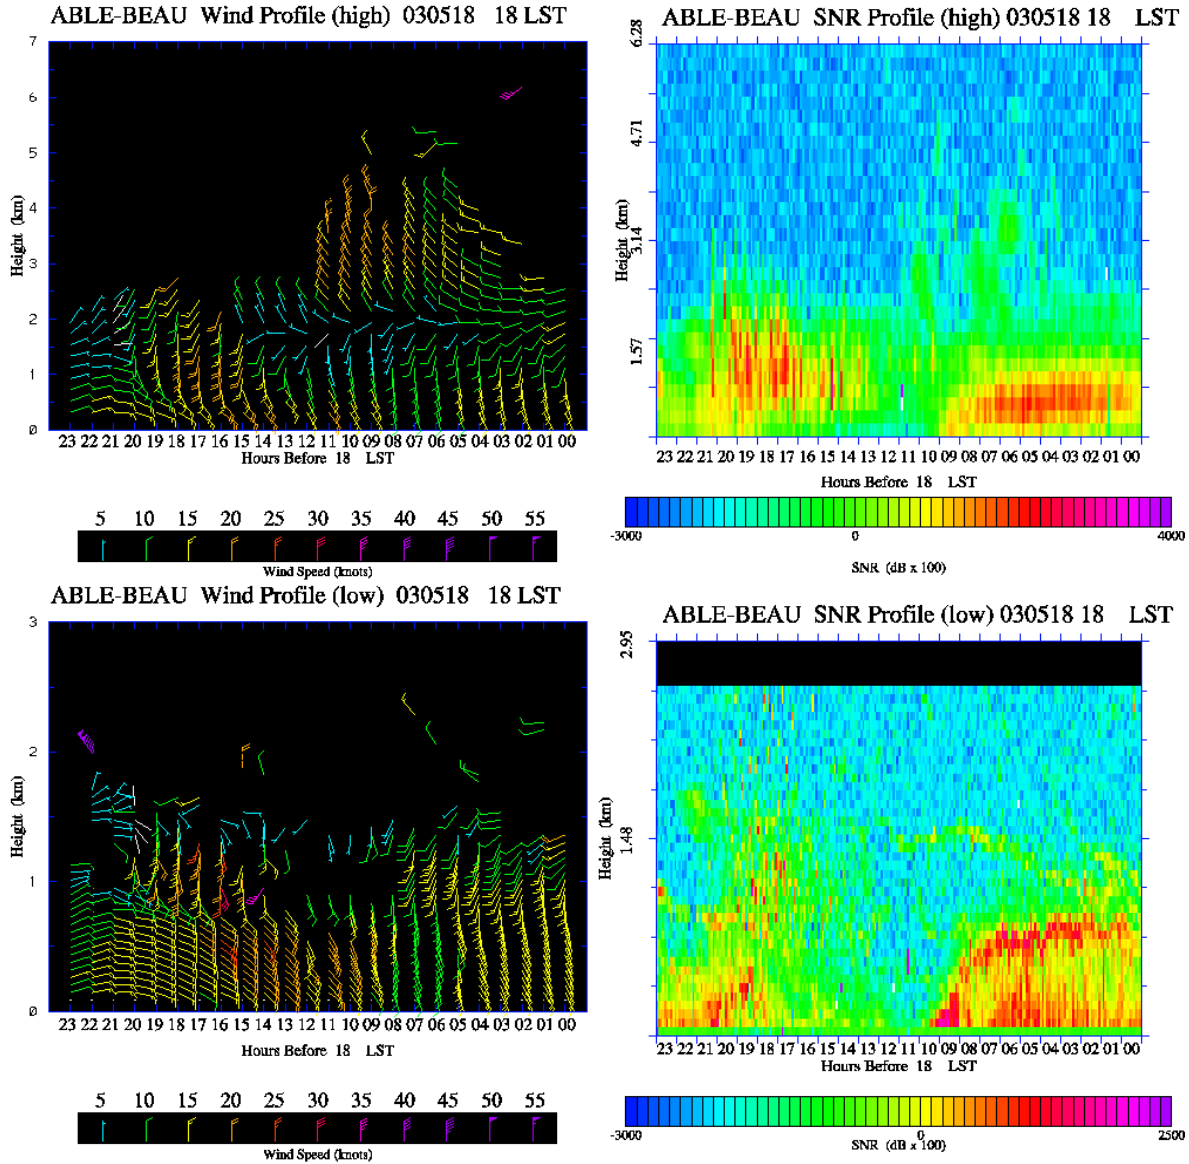 ABLE-BEAU Wind Profile (high) 030518 18 LST
7
6
5
4
3
2
1
0
Height (km)
23 22 21 20 19 18 17 16 15 14 13 12 11 10 09 08 07 06 05 04 03 02 01 00
Hours Before 18 LST
5 10 15 20 25 30 35 40 45 50 55
Wind Speed (knots)
ABLE-BEAU SNR Profile (high) 030518 18 LST
6.28
4.71
3.14
1.57
Height (km)
23 22 21 20 19 18 17 16 15 14 13 12 11 10 09 08 07 06 05 04 03 02 01 00
Hours Before 18 LST
-3000 0 4000
SNR (dB x 100)
ABLE-BEAU Wind Profile (low) 030518 18 LST
3
2
1
0
Height (km)
23 22 21 20 19 18 17 16 15 14 13 12 11 10 09 08 07 06 05 04 03 02 01 00
Hours Before 18 LST
5 10 15 20 25 30 35 40 45 50 55
Wind Speed (knots)
ABLE-BEAU SNR Profile (low) 030518 18 LST
2.95
1.48
Height (km)
23 22 21 20 19 18 17 16 15 14 13 12 11 10 09 08 07 06 05 04 03 02 01 00
Hours Before 18 LST
-3000 0 2500
SNR (dB x 100)